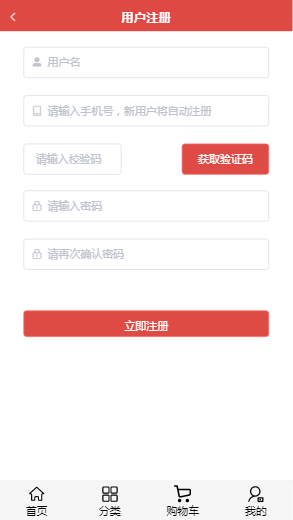 用户注册
用户名
请输入手机号，新用户将自动注册
请输入校验码
获取验证码
请输入密码
请再次确认密码
立即注册
首页
分类
购物车
我的